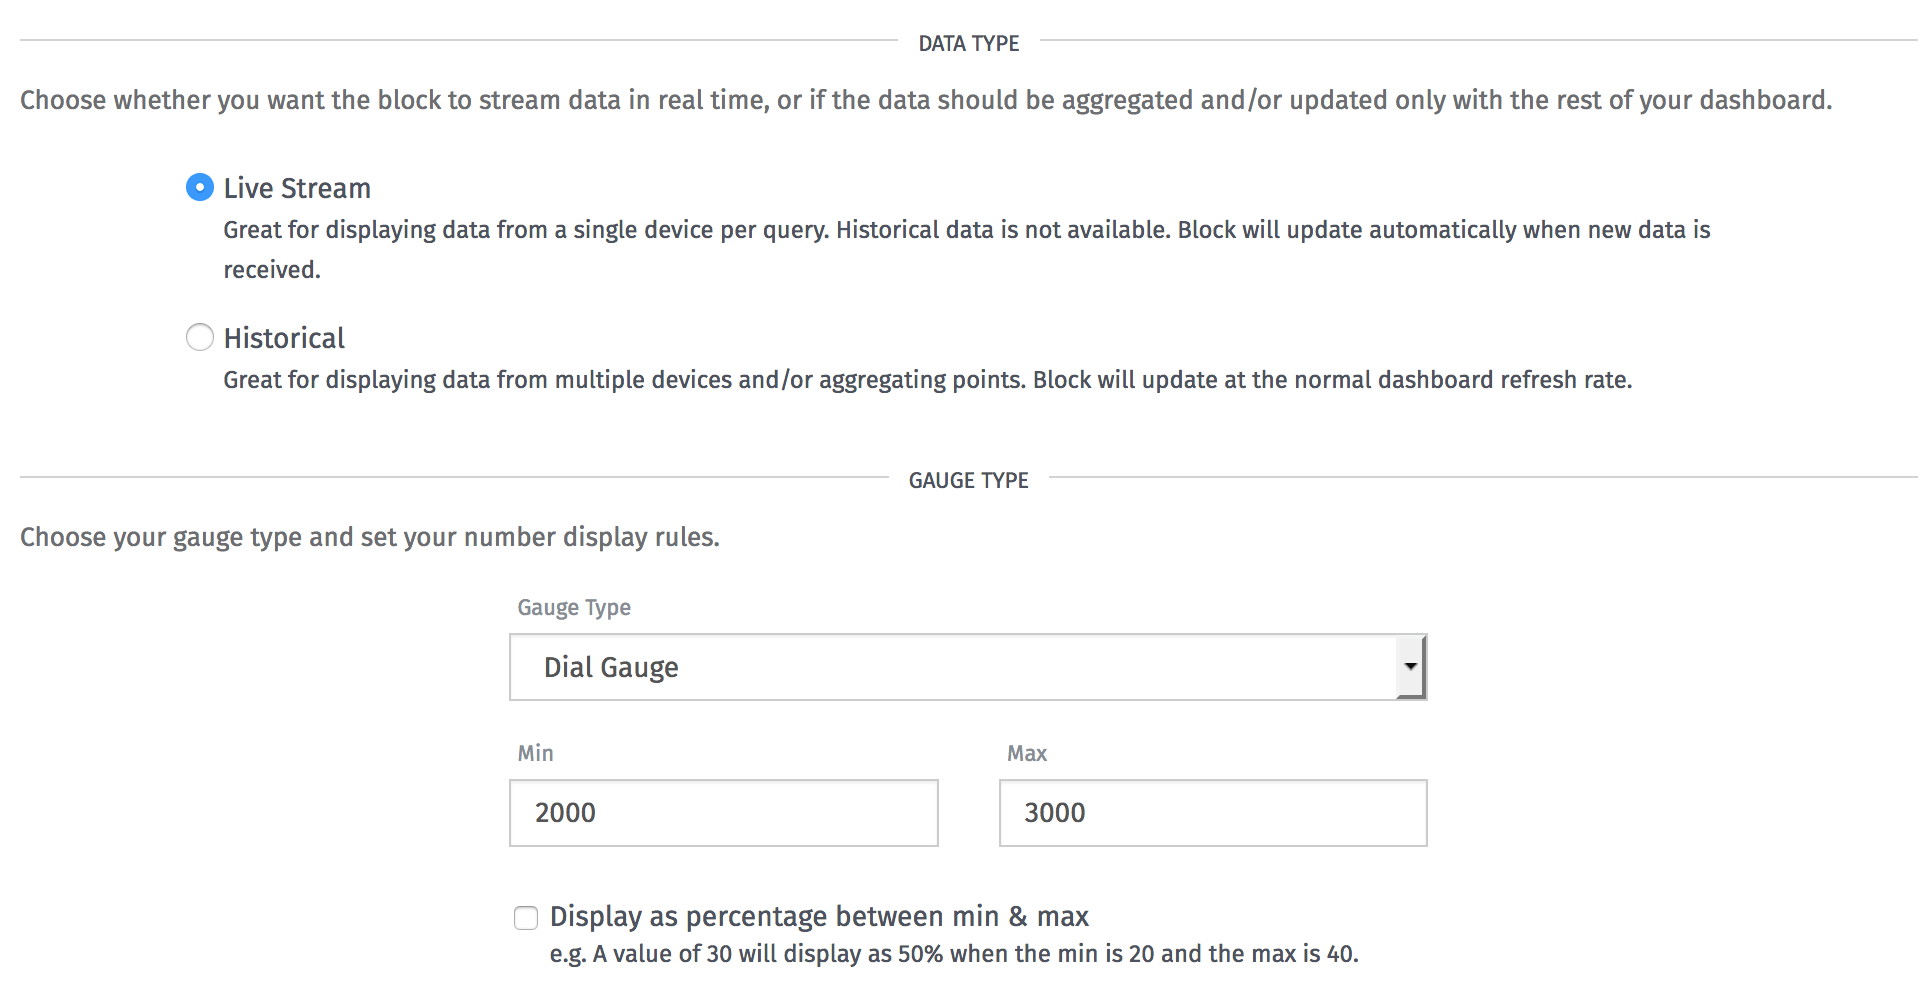 DATA TYPE
Choose whether you want the block to stream data in real time, or if the data should be aggregated and/or updated only with the rest of your dashboard.
Live Stream
Great for displaying data from a single device per query. Historical data is not available. Block will update automatically when new data is
received.
Historical
Great for displaying data from multiple devices and/or aggregating points. Block will update at the normal dashboard refresh rate.
GAUGE TYPE
Choose your gauge type and set your number display rules.
Gauge Type
Dial Gauge
Min Max
2000 3000
Display as percentage between min & max
e.g. A value of 30 will display as 50% when the min is 20 and the max is 40.